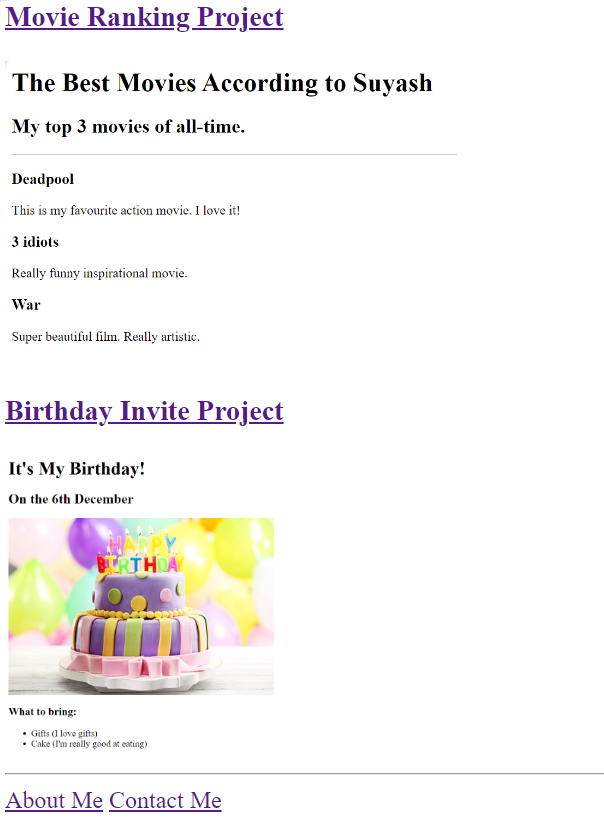 Movie Ranking Project
The Best Movies According to Suyash
My top 3 movies of all-time.
Deadpool
This is my favourite action movie. I love it!
3 idiots
Really funny inspirational movie.
War
Super beautiful film. Really artistic.
Birthday Invite Project
It's My Birthday!
On the 6th December
HAPPY
BIRTHDAY
What to bring:
• Gifts (I love gifts)
• Cake (I'm really good at eating)
About Me Contact Me